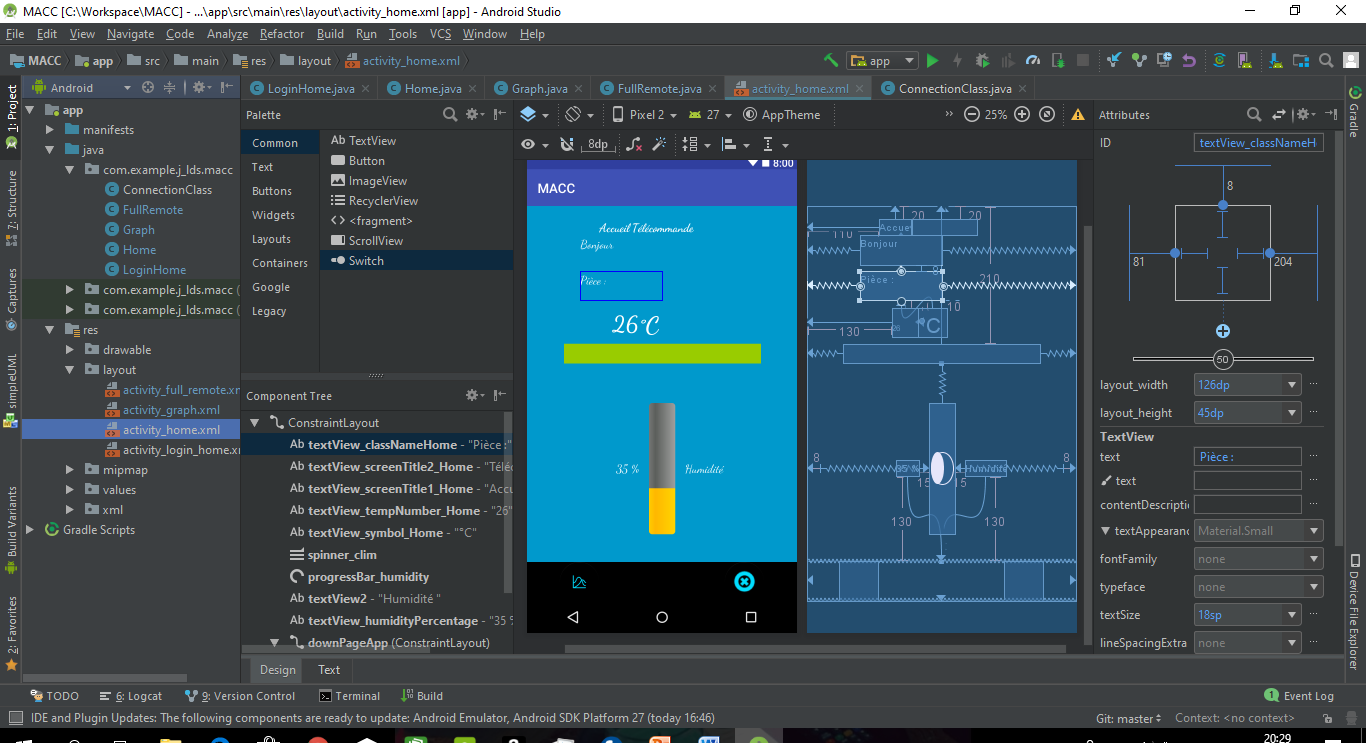 MACC [C:\Workspace\MACC] - ...\app\src\main\res\layout\activity_home.xml [app] - Android Studio
File Edit View Navigate Code Analyze Refactor Build Run Tools VCS Window Help
MACC app src main res layout activity_home.xml app
Android LoginHome.java Home.java Graph.java FullRemote.java activity_home.xml ConnectionClass.java
1: Project
7: Structure
Captures
simpleUML
Build Variants
2: Favorites
app
manifests
java
com.example.j_lds.macc
ConnectionClass
FullRemote
Graph
Home
LoginHome
com.example.j_lds.macc (
com.example.j_lds.macc (
res
drawable
layout
activity_full_remote.xr
activity_graph.xml
activity_home.xml
activity_login_home.x
mipmap
values
xml
Gradle Scripts
Palette
Common
Text
Buttons
Widgets
Layouts
Containers
Google
Legacy
Ab TextView
Button
ImageView
RecyclerView
<> <fragment>
ScrollView
Switch
Component Tree
ConstraintLayout
Ab textView_classNameHome - "Pièce :"
Ab textView_screenTitle2_Home - "Téléc
Ab textView_screenTitle1_Home - "Accu
Ab textView_tempNumber_Home - "26"
Ab textView_symbol_Home - "°C"
spinner_clim
progressBar_humidity
Ab textView2 - "Humidité "
Ab textView_humidityPercentage - "35 %
downPageApp (ConstraintLayout)
Pixel 2 27 AppTheme » 25%
8dp
8:00
MACC
Accueil Télécommande
Bonjour
Pièce :
26°C
35 % Humidité
20 20
110 Accuei
Bonjour
8
Pièce : 210
10
130 26 °C
8 35 % Humidité 8
15 15
130 130
Design Text
Attributes
ID textView_classNameH
8
81 204
50
layout_width 126dp
layout_height 45dp
TextView
text Pièce :
text
contentDescripti
textAppearanc Material.Small
fontFamily none
typeface none
textSize 18sp
lineSpacingExtra none
Gradle
Device File Explorer
TODO 6: Logcat 9: Version Control Terminal Build 1 Event Log
IDE and Plugin Updates: The following components are ready to update: Android Emulator, Android SDK Platform 27 (today 16:46) Git: master Context: <no context>
20:29